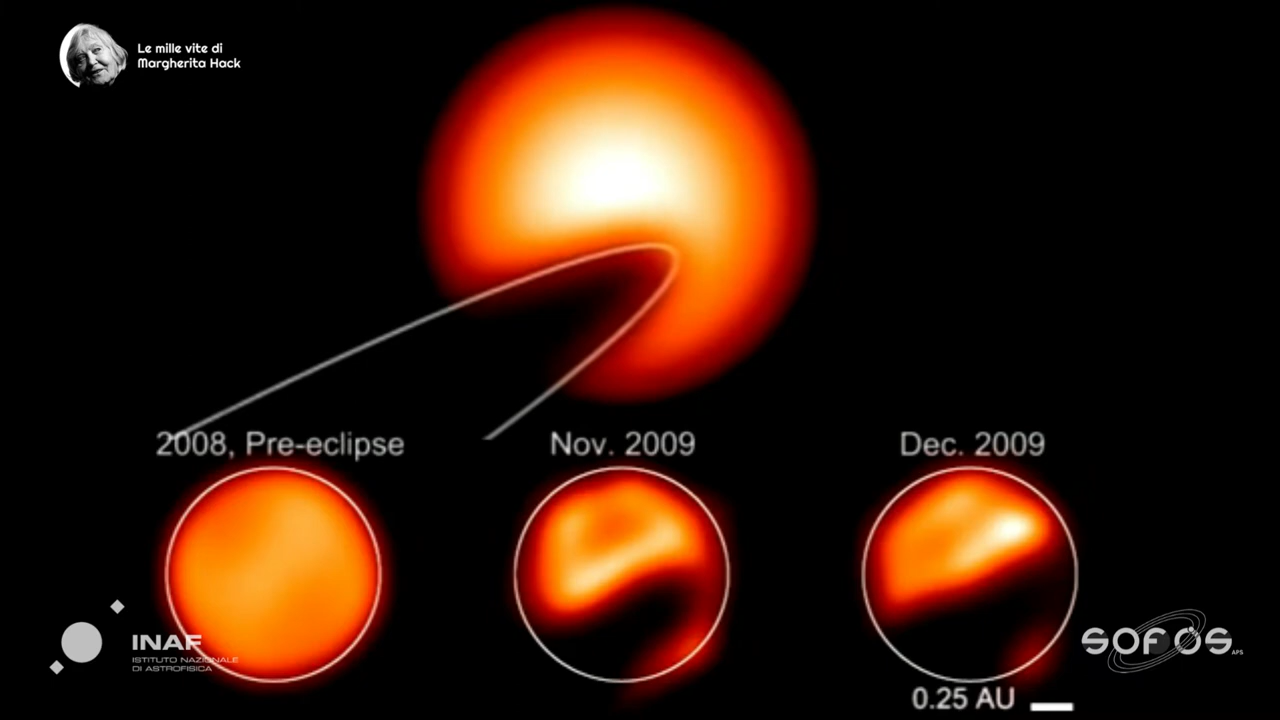 Le mille vite di
Margherita Hack
2008, Pre-eclipse
Nov. 2009
Dec. 2009
INAF
ISTITUTO NAZIONALE
DI ASTROFISICA
SOFOS
APS
0.25 AU